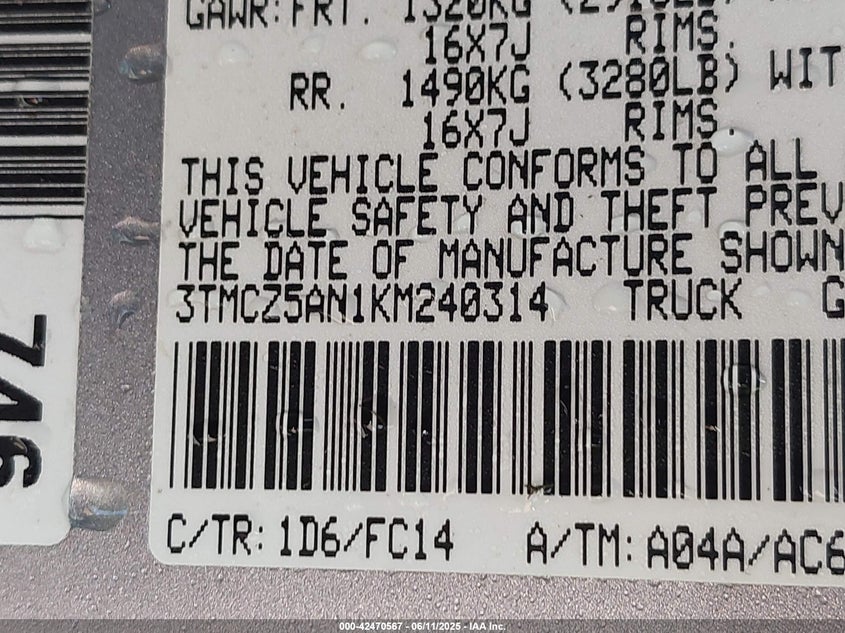 GAWR:FRT. 1320KG
16X7J RIMS.
RR. 1490KG (3280LB) WIT
16X7J RIMS.
THIS VEHICLE CONFORMS TO ALL
VEHICLE SAFETY AND THEFT PREV
THE DATE OF MANUFACTURE SHOWN
3TMCZ5AN1KM240314 TRUCK G
C/TR: 1D6/FC14 A/TM: A04A/AC6
746
000-42470567 - 06/11/2025 - IAA Inc.